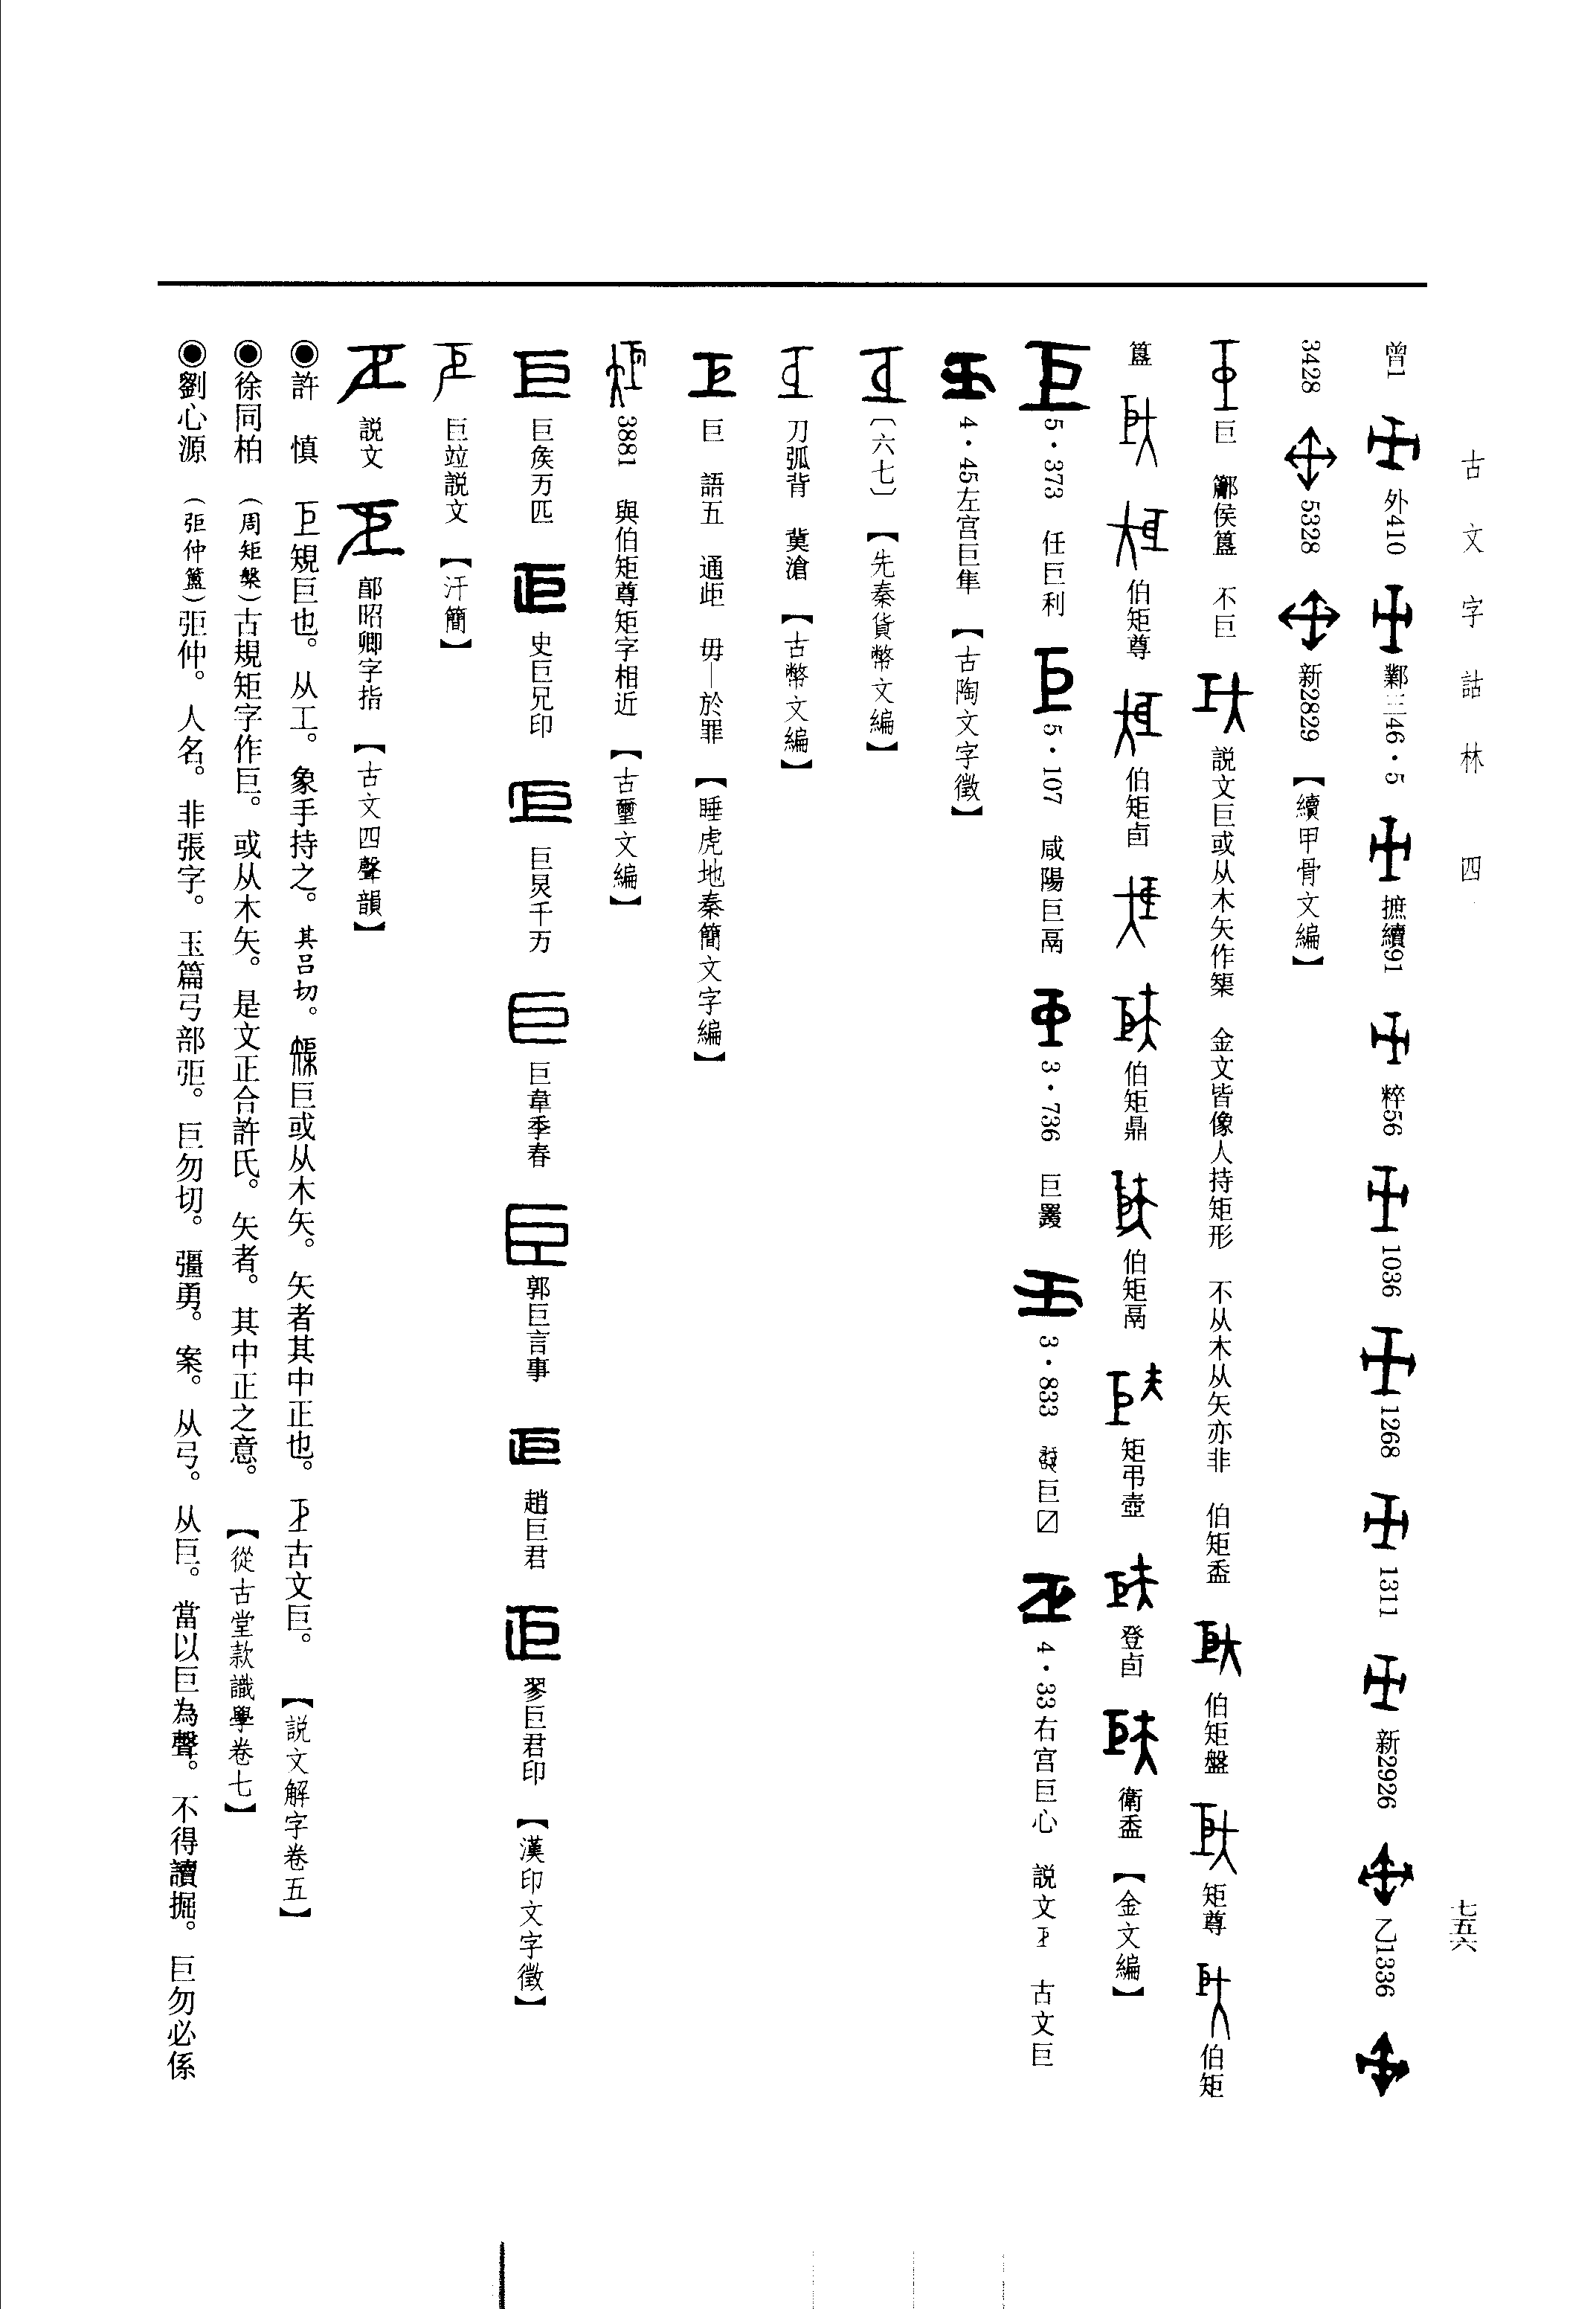 古文字詁林 四
七五六
曾1 外410 鄴三46·5 摭續91 粹56 1036 1268 1311 新2926 乙1336
3428 5328 新2829 【續甲骨文編】
巨 鄘侯簋 不巨 説文巨或从木矢作榘 金文皆像人持矩形 不从木从矢亦非 伯矩盉 伯矩盤 矩尊 伯矩
簋 伯矩尊 伯矩卣 伯矩鼎 伯矩鬲 矩弔壺 登卣 衛盉 【金文編】
5·373 任巨利 5·107 咸陽巨鬲 3·736 巨 3·833 巨〼 4·33右宫巨心 説文 古文巨
4·45左宫巨隼 【古陶文字徵】
〔六七〕 【先秦貨幣文編】
刀弧背 冀滄 【古幣文編】
巨 語五 通歫 毋—於罪 【睡虎地秦簡文字編】
3881 與伯矩尊矩字相近 【古璽文編】
巨矦万匹 史巨兄印 巨炅千万 巨韋季春 郭巨言事 趙巨君 翏巨君印 【漢印文字徵】
巨竝説文 【汗簡】
説文 郒昭卿字指 【古文四聲韻】
◉許 慎 規巨也。从工。象手持之。其吕切。巨或从木矢。矢者其中正也。古文巨。 【説文解字卷五】
◉徐同柏 （周矩槃）古規矩字作巨。或从木矢。是文正合許氏。矢者。其中正之意。 【從古堂款識學卷七】
◉劉心源 （弡仲簠）弡仲。人名。非張字。玉篇弓部弡。巨勿切。彊勇。案。从弓。从巨。當以巨為聲。不得讀掘。巨勿必係